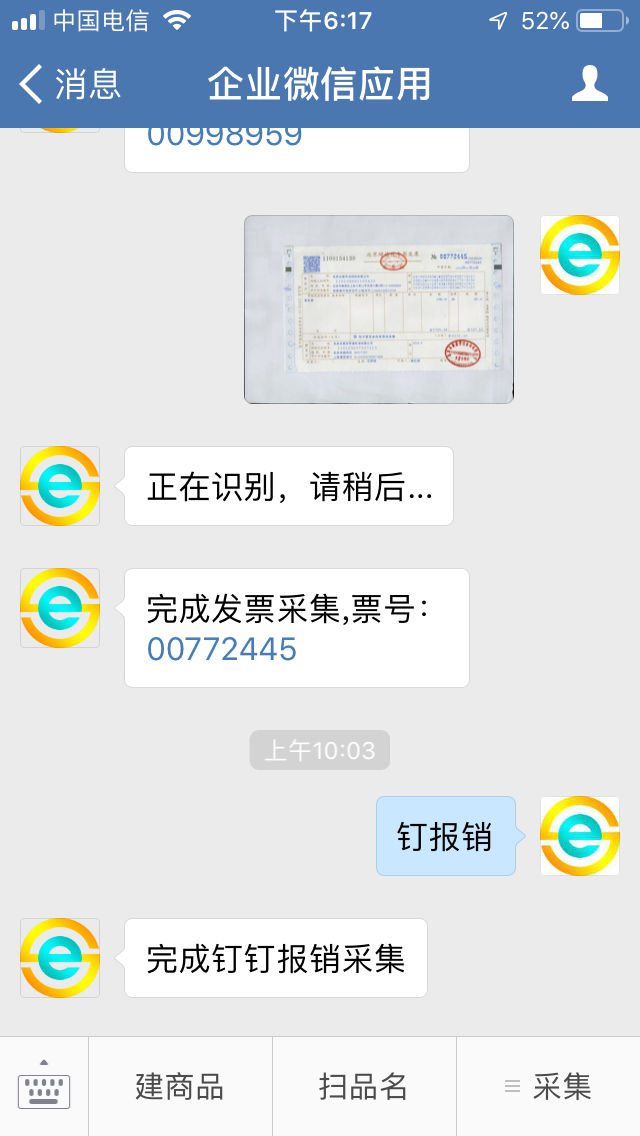 中国电信 下午6:17 52%
消息 企业微信应用
00998959
1100154130 № 00772445
正在识别，请稍后...
完成发票采集,票号：
00772445
上午10:03
钉报销
完成钉钉报销采集
建商品 扫品名 采集